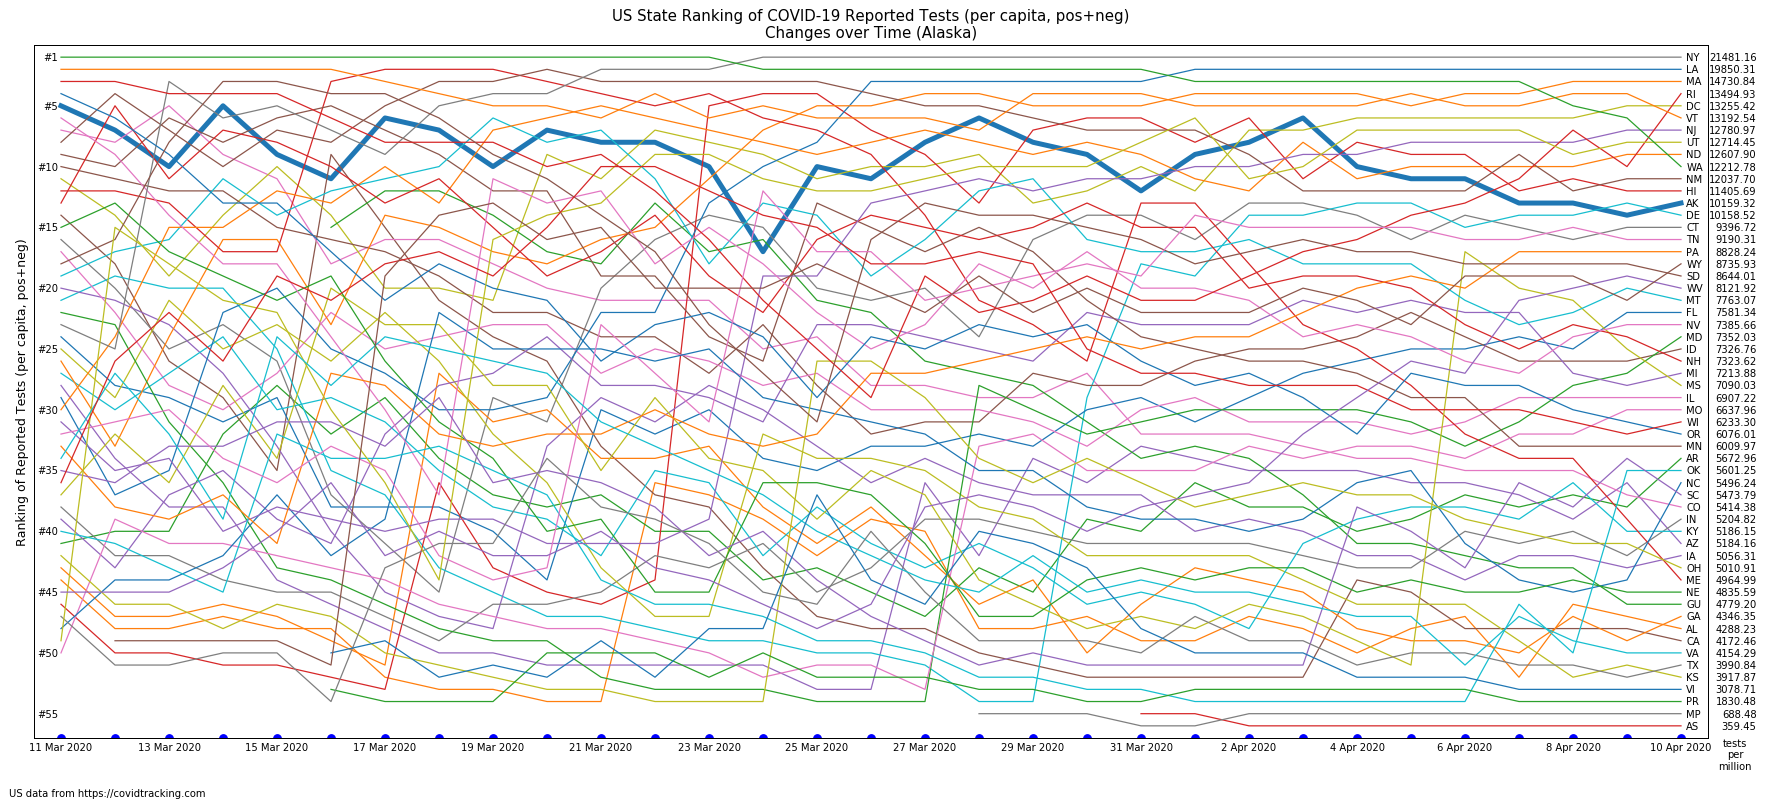 US State Ranking of COVID-19 Reported Tests (per capita, pos+neg)
Changes over Time (Alaska)
Ranking of Reported Tests (per capita, pos+neg)
#1
#5
#10
#15
#20
#25
#30
#35
#40
#45
#50
#55
NY 21481.16
LA 19850.31
MA 14730.84
RI 13494.93
DC 13255.42
VT 13192.54
NJ 12780.97
UT 12714.45
ND 12607.90
WA 12212.78
NM 12037.70
HI 11405.69
AK 10159.32
DE 10158.52
CT 9396.72
TN 9190.31
PA 8828.24
WY 8735.93
SD 8644.01
WV 8121.92
MT 7763.07
FL 7581.34
NV 7385.66
MD 7352.03
ID 7326.76
NH 7323.62
MI 7213.88
MS 7090.03
IL 6907.22
MO 6637.96
WI 6233.30
OR 6076.01
MN 6009.97
AR 5672.96
OK 5601.25
NC 5496.24
SC 5473.79
CO 5414.38
IN 5204.82
KY 5186.15
AZ 5184.16
IA 5056.31
OH 5010.91
ME 4964.99
NE 4835.59
GU 4779.20
GA 4346.35
AL 4288.23
CA 4172.46
VA 4154.29
TX 3990.84
KS 3917.87
VI 3078.71
PR 1830.48
MP 688.48
AS 359.45
11 Mar 2020 13 Mar 2020 15 Mar 2020 17 Mar 2020 19 Mar 2020 21 Mar 2020 23 Mar 2020 25 Mar 2020 27 Mar 2020 29 Mar 2020 31 Mar 2020 2 Apr 2020 4 Apr 2020 6 Apr 2020 8 Apr 2020 10 Apr 2020
tests
per
million
US data from https://covidtracking.com